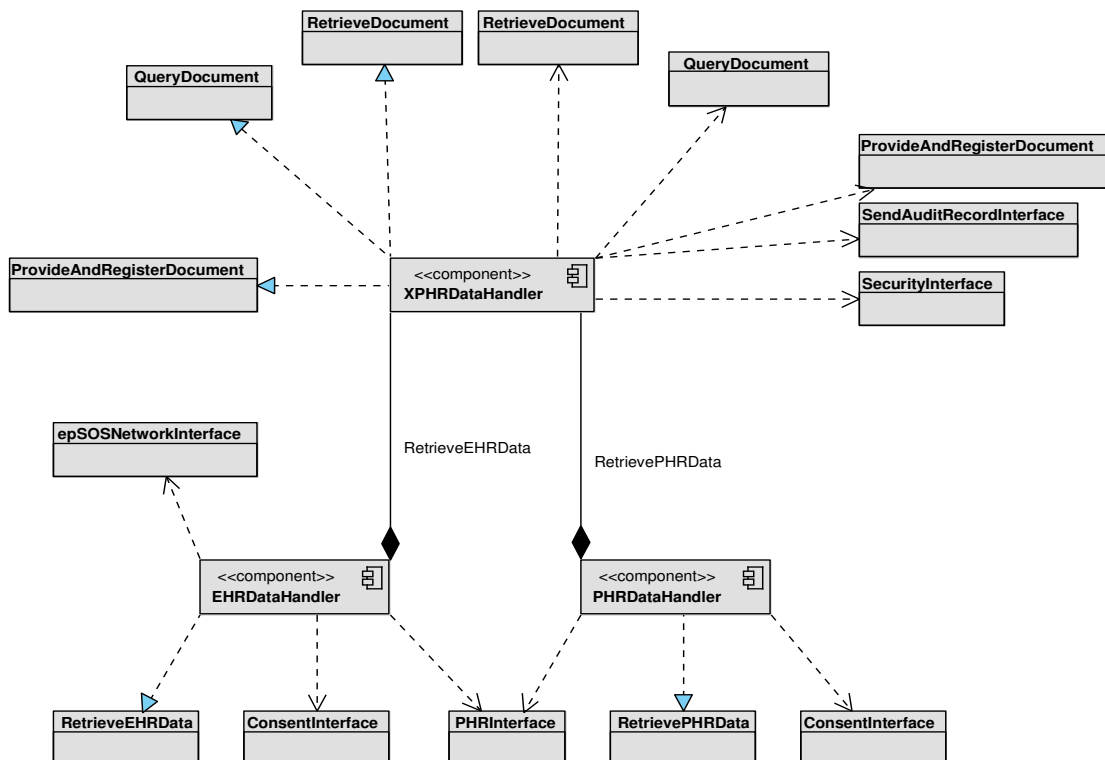 RetrieveDocument
RetrieveDocument
QueryDocument
QueryDocument
ProvideAndRegisterDocument
SendAuditRecordInterface
ProvideAndRegisterDocument
<<component>>
XPHRDataHandler
SecurityInterface
epSOSNetworkInterface
RetrieveEHRData
RetrievePHRData
<<component>>
EHRDataHandler
<<component>>
PHRDataHandler
RetrieveEHRData
ConsentInterface
PHRInterface
RetrievePHRData
ConsentInterface